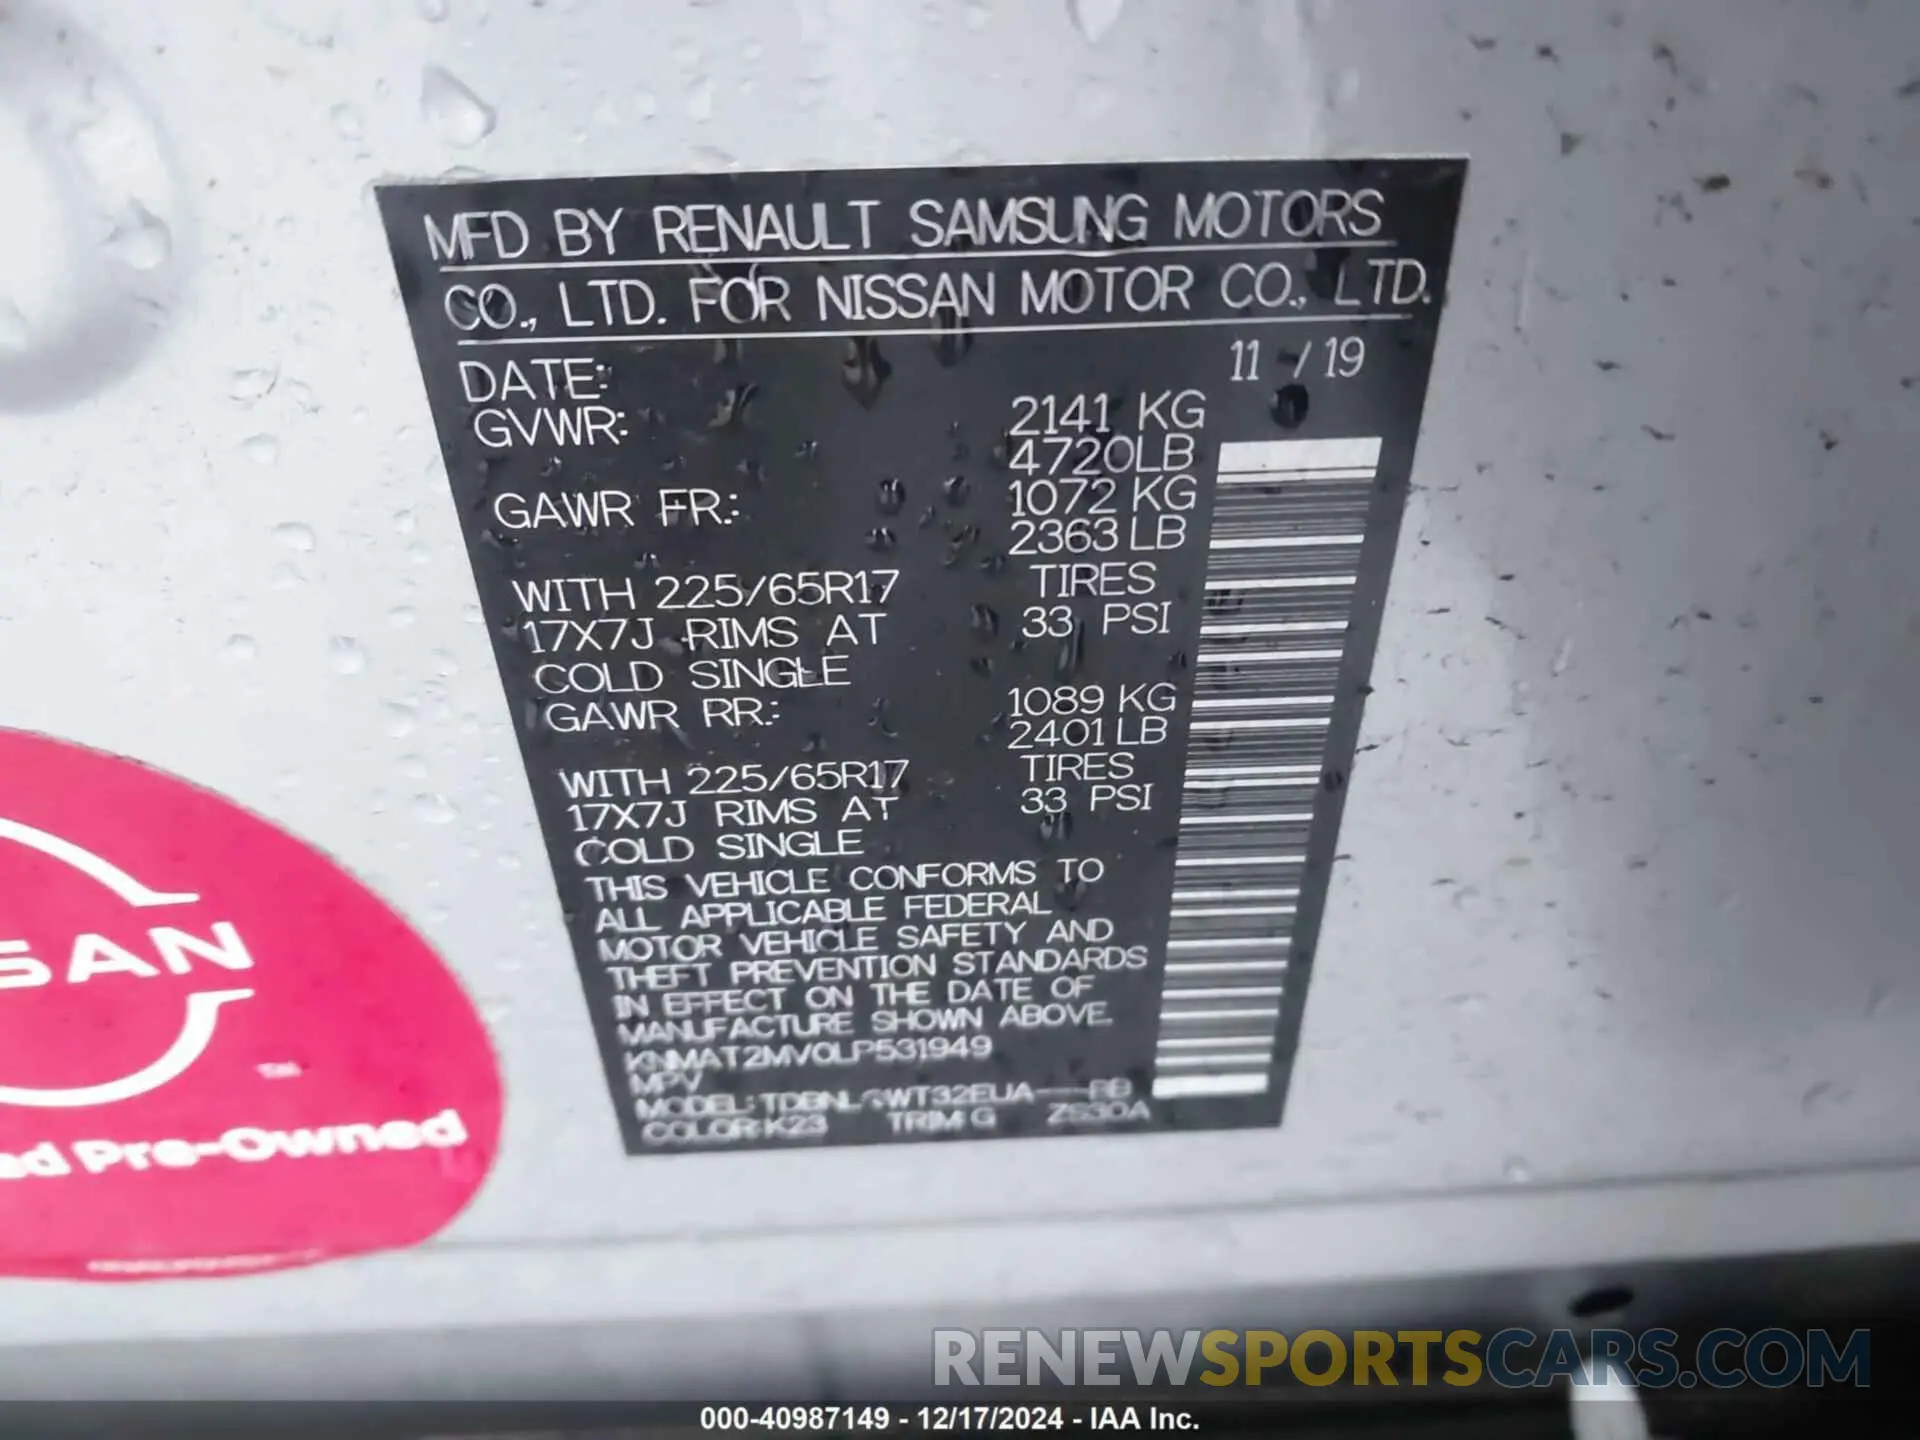 MFD BY RENAULT SAMSUNG MOTORS
CO., LTD. FOR NISSAN MOTOR CO., LTD.
DATE: 11 / 19
GVWR: 2141 KG
4720LB
GAWR FR.: 1072 KG
2363 LB
WITH 225/65R17 TIRES
17X7J RIMS AT 33 PSI
COLD SINGLE
GAWR RR.: 1089 KG
2401 LB
WITH 225/65R17 TIRES
17X7J RIMS AT 33 PSI
COLD SINGLE
THIS VEHICLE CONFORMS TO
ALL APPLICABLE FEDERAL
MOTOR VEHICLE SAFETY AND
THEFT PREVENTION STANDARDS
IN EFFECT ON THE DATE OF
MANUFACTURE SHOWN ABOVE.
KNMAT2MV0LP531949
MPV
MODEL:
COLOR: K23 TRIM: G ZS30A
SAN
TM
ed Pre-Owned
RENEWSPORTSCARS.COM
000-40987149 - 12/17/2024 - IAA Inc.